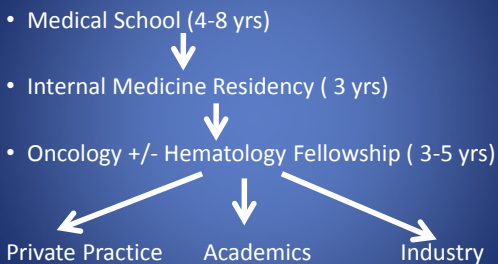 • Medical School (4-8 yrs)
• Internal Medicine Residency ( 3 yrs)
• Oncology +/- Hematology Fellowship ( 3-5 yrs)
Private Practice Academics Industry